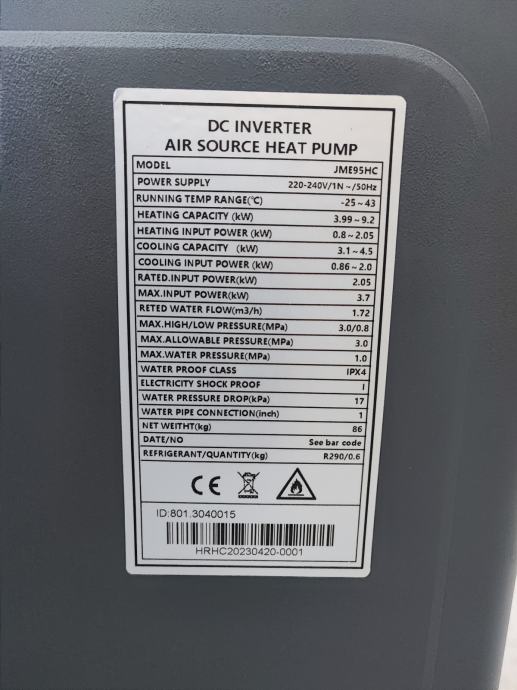 DC INVERTER
AIR SOURCE HEAT PUMP
MODEL JME95HC
POWER SUPPLY 220-240V/1N~/50Hz
RUNNING TEMP RANGE(℃) -25~43
HEATING CAPACITY (kW) 3.99~9.2
HEATING INPUT POWER (kW) 0.8~2.05
COOLING CAPACITY (kW) 3.1~4.5
COOLING INPUT POWER (kW) 0.86~2.0
RATED.INPUT POWER(kW) 2.05
MAX.INPUT POWER(kW) 3.7
RETED WATER FLOW(m3/h) 1.72
MAX.HIGH/LOW PRESSURE(MPa) 3.0/0.8
MAX.ALLOWABLE PRESSURE(MPa) 3.0
MAX.WATER PRESSURE(MPa) 1.0
WATER PROOF CLASS IPX4
ELECTRICITY SHOCK PROOF I
WATER PRESSURE DROP(kPa) 17
WATER PIPE CONNECTION(inch) 1
NET WEITHT(kg) 86
DATE/NO See bar code
REFRIGERANT/QUANTITY(kg) R290/0.6
CE
ID:801.3040015
HRHC20230420-0001